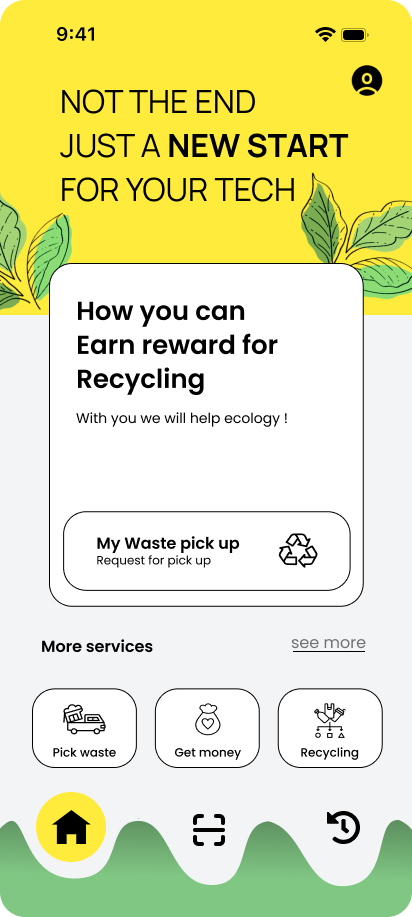 9:41
NOT THE END
JUST A NEW START
FOR YOUR TECH
How you can
Earn reward for
Recycling
With you we will help ecology !
My Waste pick up
Request for pick up
More services
see more
Pick waste
Get money
Recycling